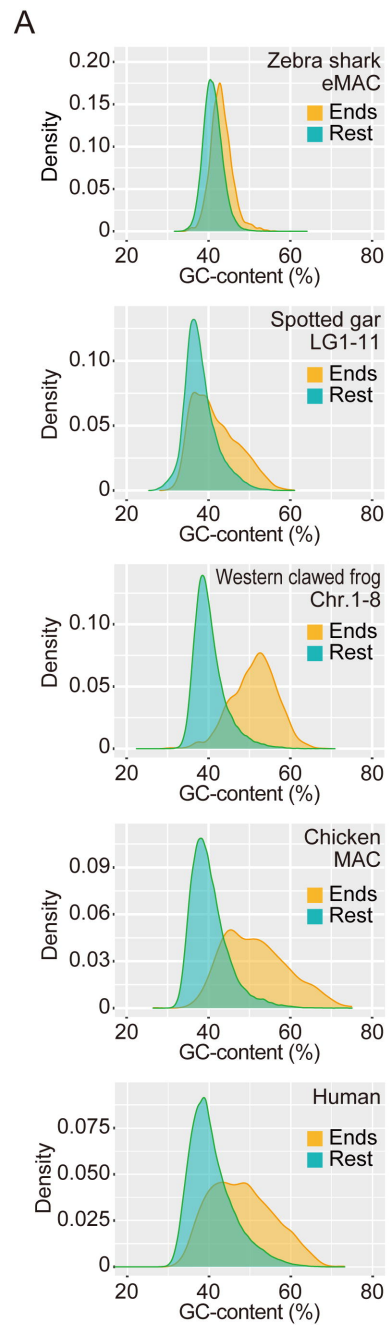 A
Zebra shark
eMAC
Ends
Rest
0.20
0.15
0.10
0.05
0
Density
20 40 60 80
GC-content (%)
Spotted gar
LG1-11
Ends
Rest
0.10
0.05
0
Density
20 40 60 80
GC-content (%)
Western clawed frog
Chr.1-8
Ends
Rest
0.10
0.05
0
Density
20 40 60 80
GC-content (%)
Chicken
MAC
Ends
Rest
0.09
0.06
0.03
0
Density
20 40 60 80
GC-content (%)
Human
Ends
Rest
0.075
0.050
0.025
0
Density
20 40 60 80
GC-content (%)